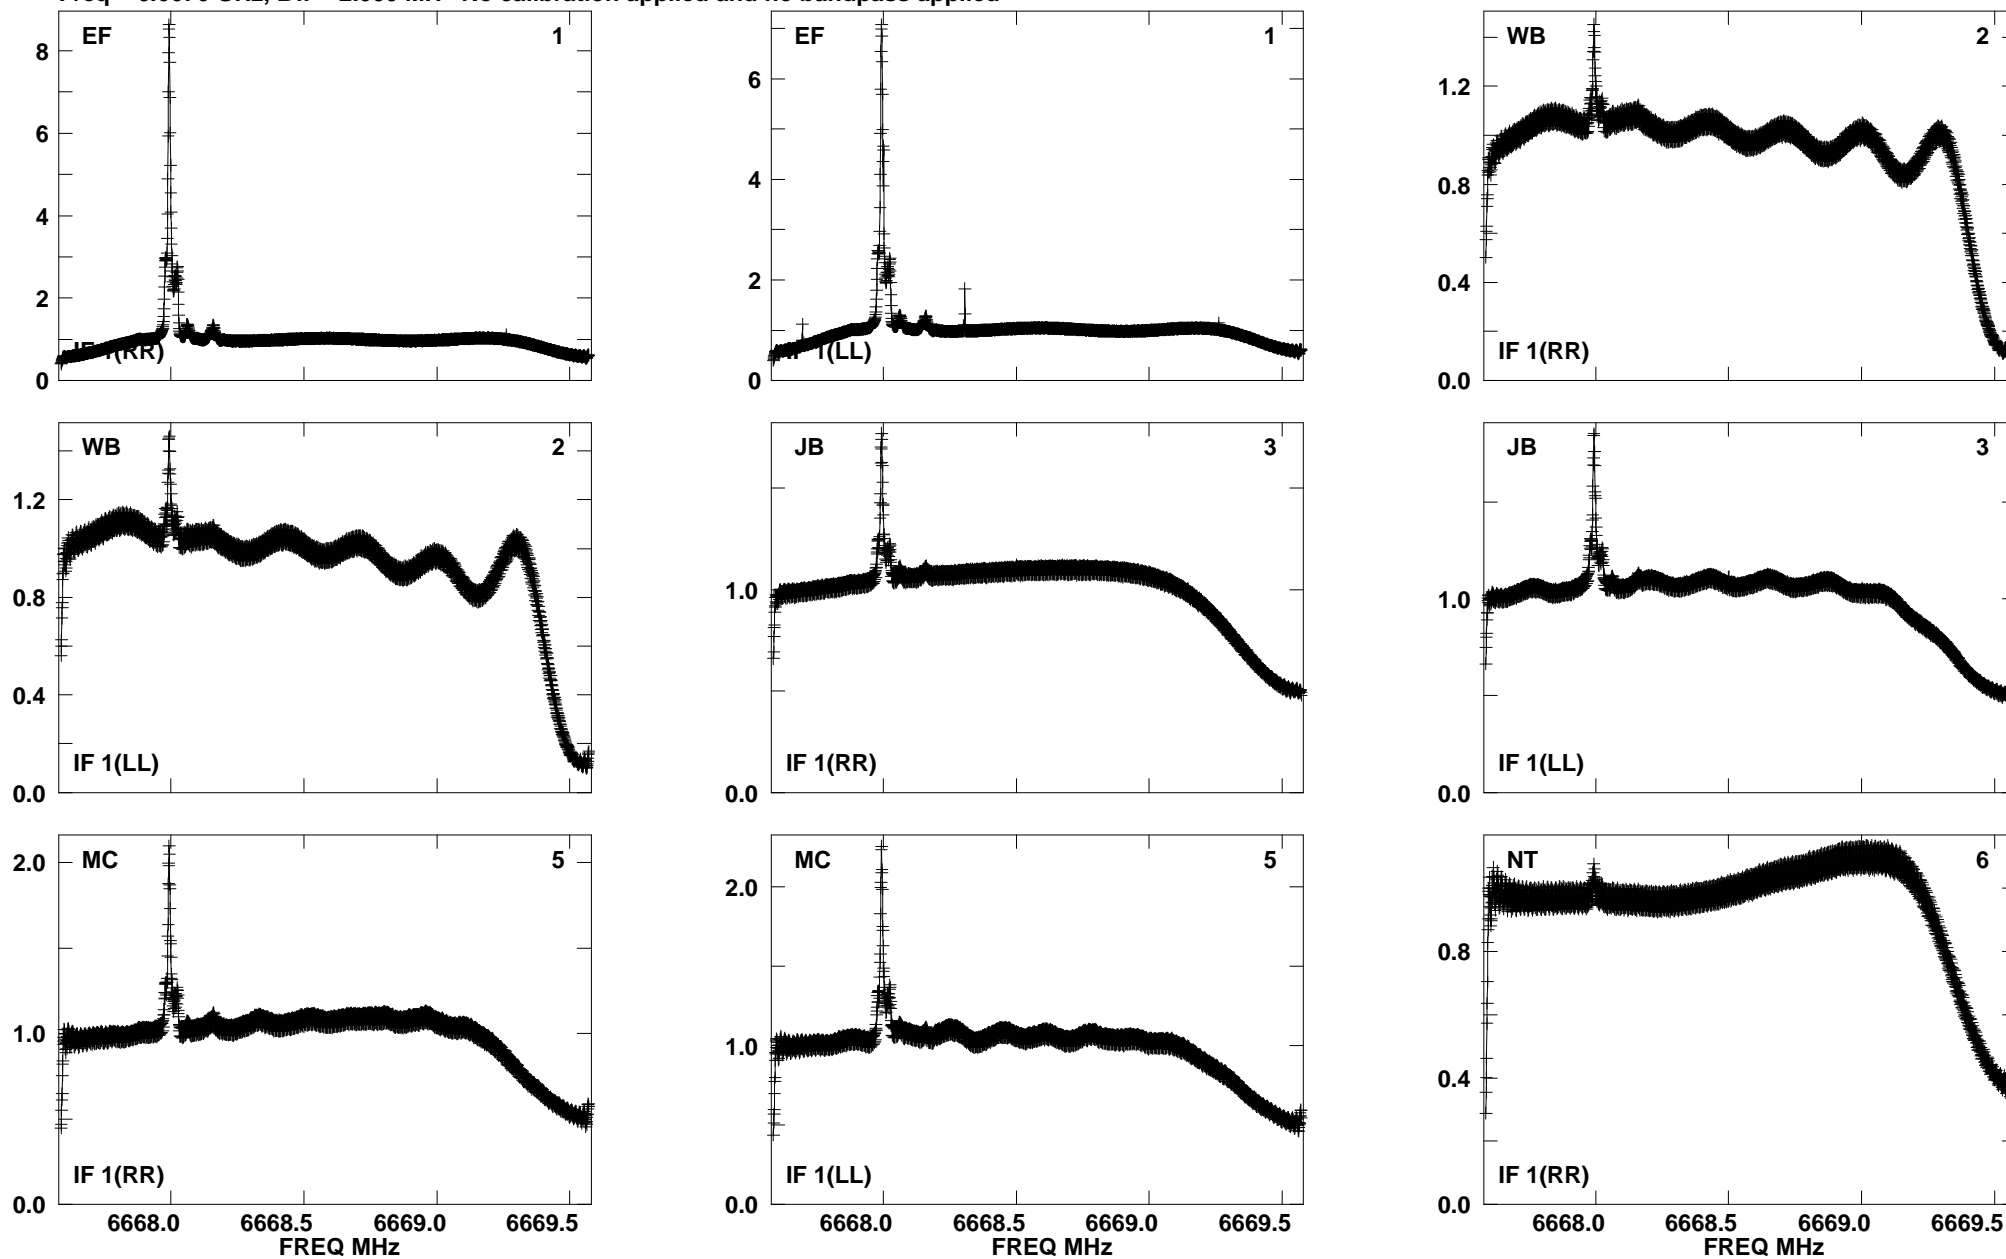 No calibration applied and no bandpass applied
EF 1
8
6
4
2
0
IF 1(RR)
EF 1
6
4
2
0
IF 1(LL)
WB 2
1.2
0.8
0.4
0.0
IF 1(RR)
WB 2
1.2
0.8
0.4
0.0
IF 1(LL)
JB 3
1.0
0.0
IF 1(RR)
JB 3
1.0
0.0
IF 1(LL)
MC 5
2.0
1.0
0.0
IF 1(RR)
6668.0 6668.5 6669.0 6669.5
FREQ MHz
MC 5
2.0
1.0
0.0
IF 1(LL)
6668.0 6668.5 6669.0 6669.5
FREQ MHz
NT 6
0.8
0.4
0.0
IF 1(RR)
6668.0 6668.5 6669.0 6669.5
FREQ MHz